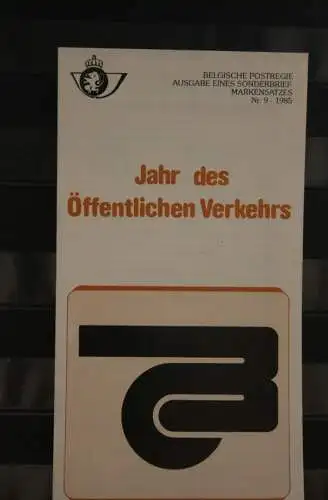 BELGISCHE POSTREGIE
AUSGABE EINES SONDERBRIEF
MARKENSATZES
Nr. 9 - 1985
Jahr des
Öffentlichen Verkehrs